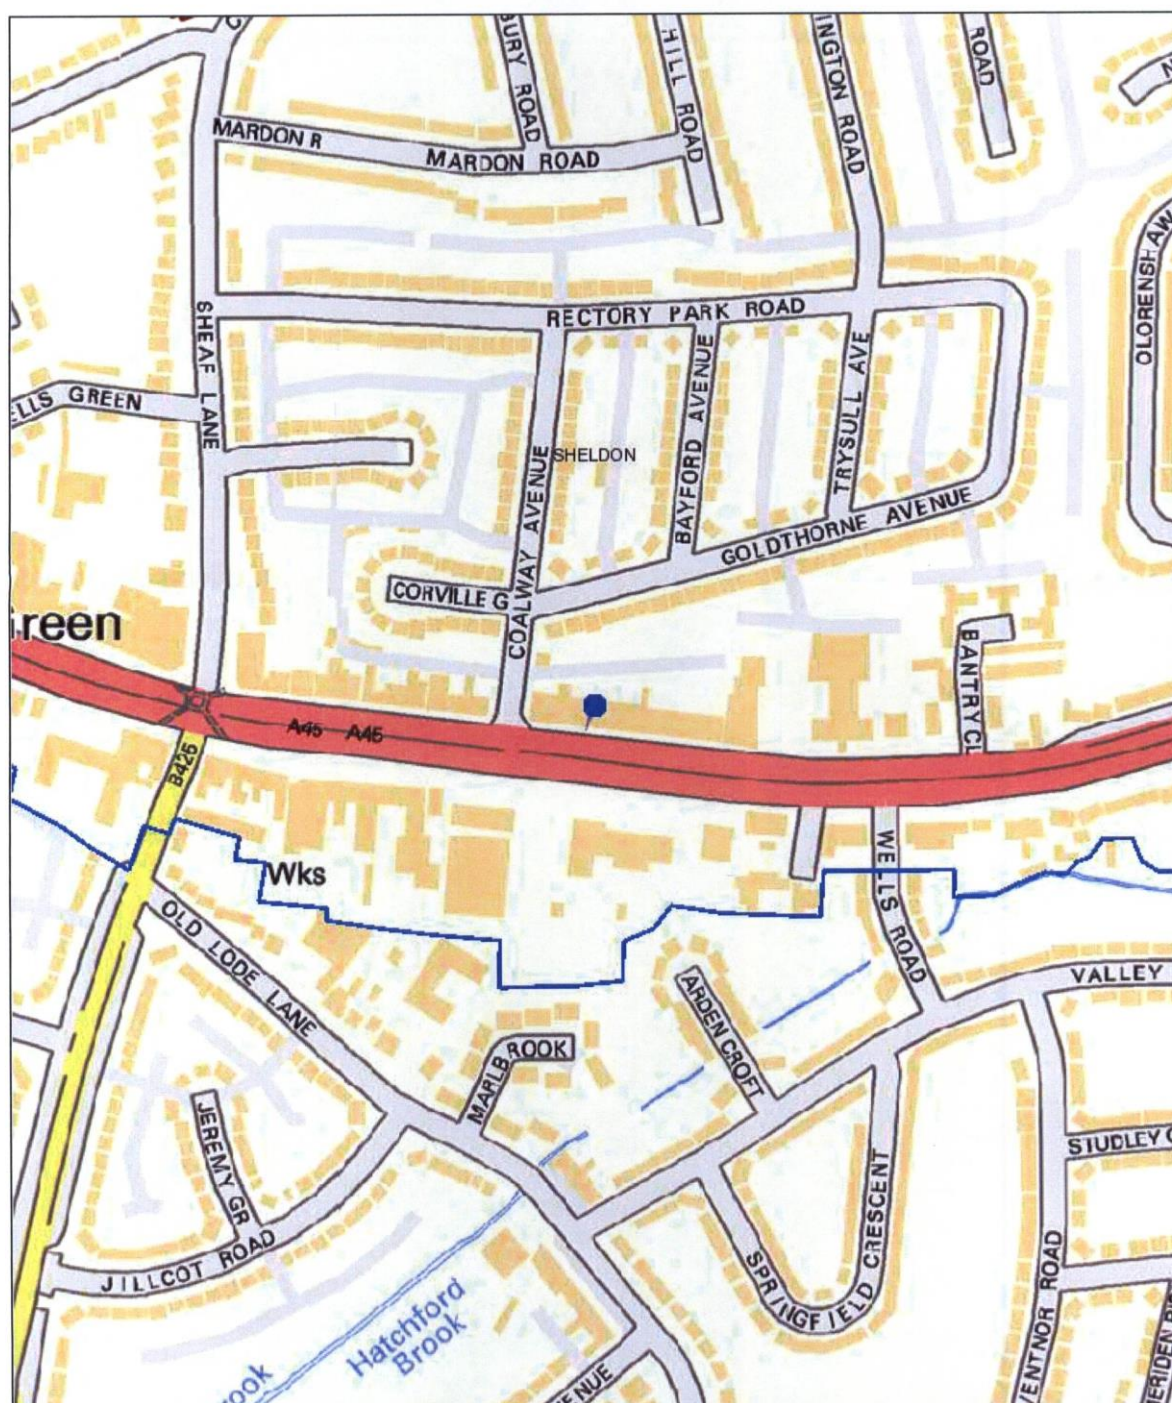 BURY ROAD
HILL ROAD
INGTON ROAD
ROAD
MARDON R
MARDON ROAD
OLORENSHAW
SHEAF LANE
RECTORY PARK ROAD
ELLS GREEN
BAYFORD AVENUE
TRYSULL AVE
SHELDON
COALWAY AVENUE
GOLDTHORNE AVENUE
CORVILLE G
reen
BANTRY CL
A45 A45
B425
WELLS ROAD
Wks
OLD LODE LANE
ARDEN CROFT
VALLEY
MARLBROOK
JEREMY GR
STUDLEY
SPRINGFIELD CRESCENT
JILLCOT ROAD
VENTNOR ROAD
Hatchford
Brook
rook
ENUE
ERIDEN